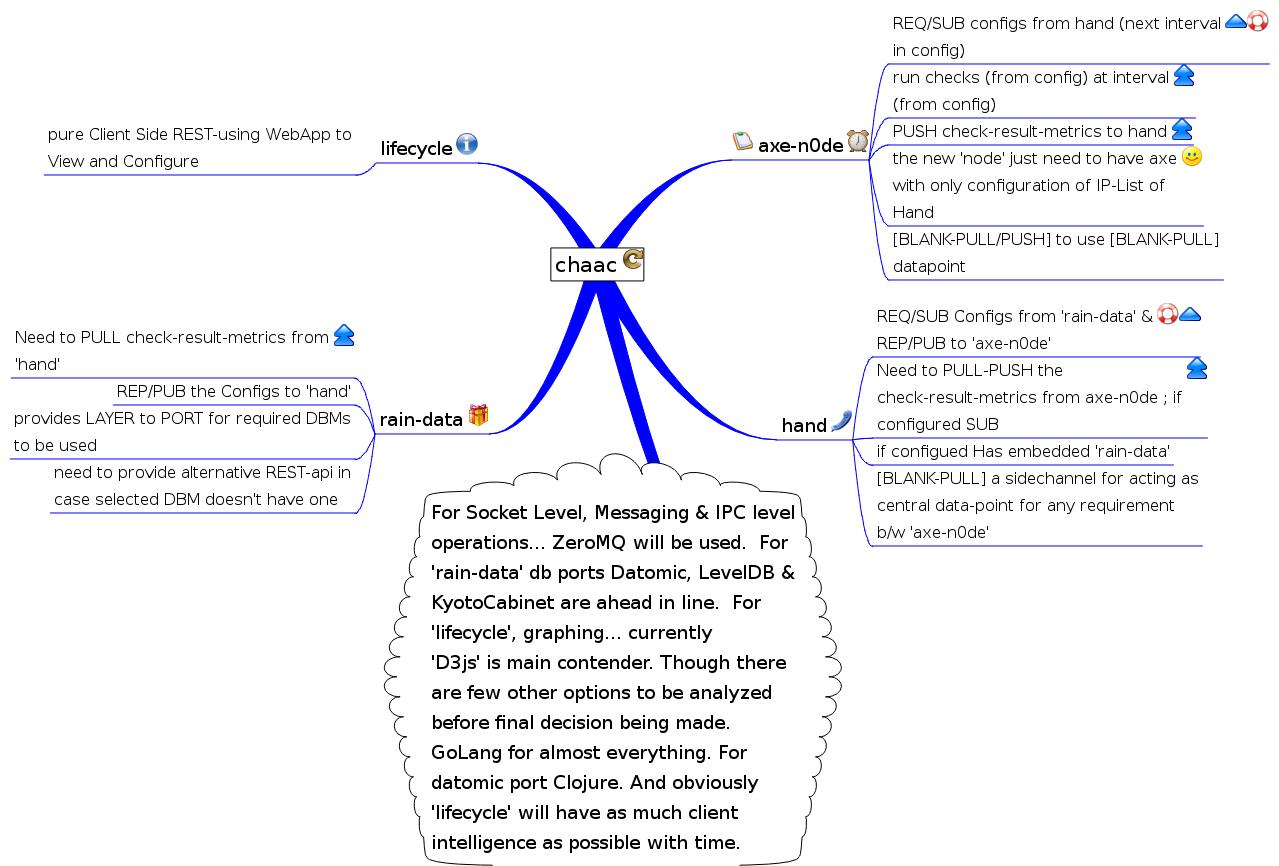 REQ/SUB configs from hand (next interval
in config)
run checks (from config) at interval
(from config)
PUSH check-result-metrics to hand
the new 'node' just need to have axe
with only configuration of IP-List of
Hand
[BLANK-PULL/PUSH] to use [BLANK-PULL]
datapoint
axe-n0de
lifecycle
pure Client Side REST-using WebApp to
View and Configure
chaac
Need to PULL check-result-metrics from
'hand'
REP/PUB the Configs to 'hand'
provides LAYER to PORT for required DBMs
to be used
need to provide alternative REST-api in
case selected DBM doesn't have one
rain-data
hand
REQ/SUB Configs from 'rain-data' &
REP/PUB to 'axe-n0de'
Need to PULL-PUSH the
check-result-metrics from axe-n0de ; if
configured SUB
if configued Has embedded 'rain-data'
[BLANK-PULL] a sidechannel for acting as
central data-point for any requirement
b/w 'axe-n0de'
For Socket Level, Messaging & IPC level
operations... ZeroMQ will be used.  For
'rain-data' db ports Datomic, LevelDB &
KyotoCabinet are ahead in line.  For
'lifecycle', graphing... currently
'D3js' is main contender. Though there
are few other options to be analyzed
before final decision being made.
GoLang for almost everything. For
datomic port Clojure. And obviously
'lifecycle' will have as much client
intelligence as possible with time.